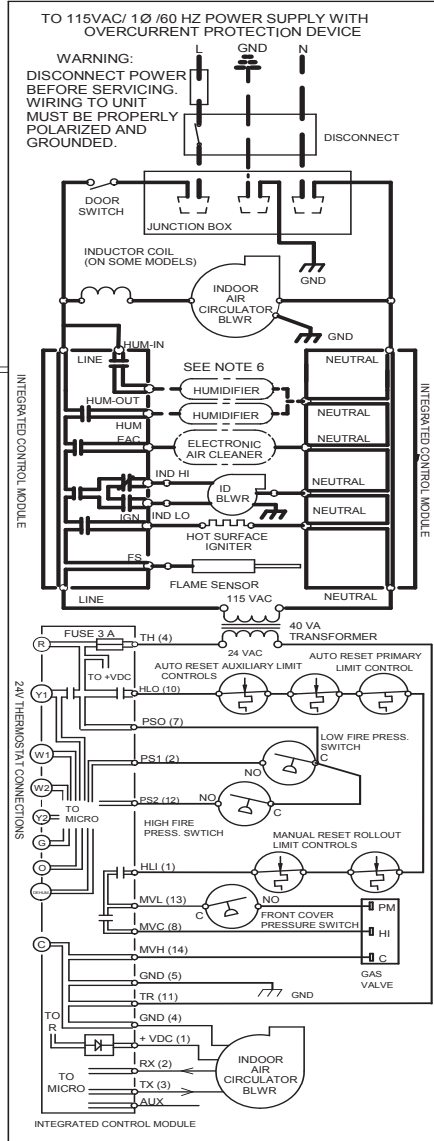 TO 115VAC/ 1Ø /60 HZ POWER SUPPLY WITH
OVERCURRENT PROTECTION DEVICE
WARNING:
DISCONNECT POWER
BEFORE SERVICING.
WIRING TO UNIT
MUST BE PROPERLY
POLARIZED AND
GROUNDED.
L
GND
N
DISCONNECT
DOOR
SWITCH
JUNCTION BOX
GND
INDUCTOR COIL
(ON SOME MODELS)
INDOOR
AIR
CIRCULATOR
BLWR
GND
INTEGRATED CONTROL MODULE
LINE
HUM-IN
SEE NOTE 6
NEUTRAL
HUMIDIFIER
HUM-OUT
HUMIDIFIER
NEUTRAL
HUM
EAC
ELECTRONIC
AIR CLEANER
NEUTRAL
IND HI
ID
BLWR
NEUTRAL
IND LO
IGN
HOT SURFACE
IGNITER
NEUTRAL
FS
FLAME SENSOR
INTEGRATED CONTROL MODULE
LINE
115 VAC
NEUTRAL
40 VA
TRANSFORMER
24 VAC
R
FUSE 3 A
TH (4)
TO +VDC
AUTO RESET AUXILIARY LIMIT
CONTROLS
AUTO RESET PRIMARY
LIMIT CONTROL
24V THERMOSTAT CONNECTIONS
Y1
HLO (10)
PSO (7)
LOW FIRE PRESS.
SWITCH
W1
PS1 (2)
NO
C
W2
PS2 (12)
NO
C
Y2
TO
MICRO
HIGH FIRE
PRESS. SWTICH
G
MANUAL RESET ROLLOUT
LIMIT CONTROLS
O
HLI (1)
DEHUM
MVL (13)
C
NO
PM
FRONT COVER
PRESSURE SWITCH
MVC (8)
HI
C
MVH (14)
C
GAS
VALVE
GND (5)
GND
TR (11)
TO
R
GND (4)
+ VDC (1)
RX (2)
TO
MICRO
TX (3)
AUX
INDOOR
AIR
CIRCULATOR
BLWR
INTEGRATED CONTROL MODULE